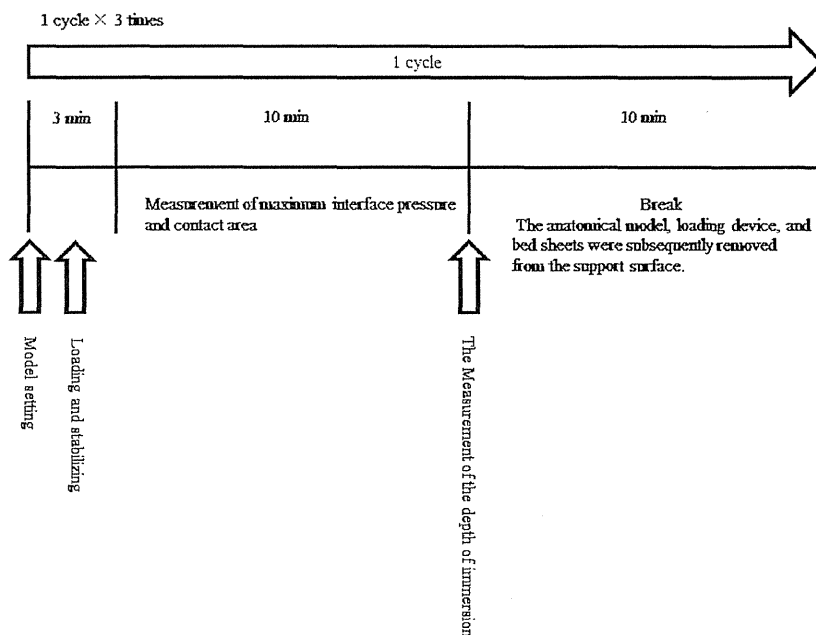 1 cycle × 3 times
1 cycle
3 min
10 min
10 min
Measurement of maximum interface pressure
and contact area
Break
The anatomical model, loading device, and
bed sheets were subsequently removed
from the support surface.
Model setting
Loading and stabilizing
The Measurement of the depth of immersion